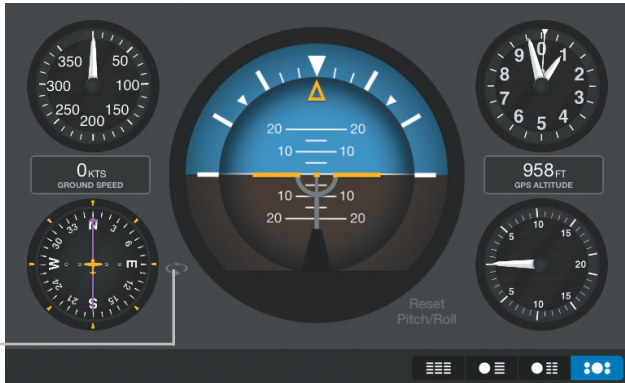 350 50
300 100
250 150
200
0KTS
GROUND SPEED
N 3 6 E 12 15 S 21 24 W 30 33
20 20
10 10
10 10
20 20
Reset
Pitch/Roll
0 1 2 3 4 5 6 7 8 9
958FT
GPS ALTITUDE
5 10 15
20
5 10 15